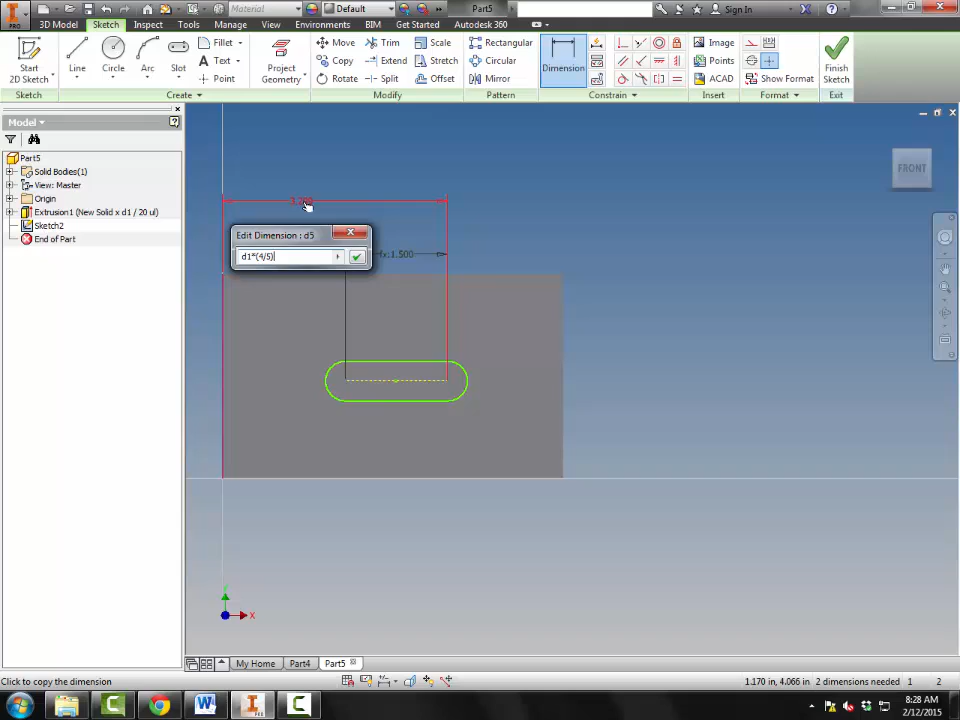 Material
Default
Part5
Sign In
PRO
3D Model
Sketch
Inspect
Tools
Manage
View
Environments
BIM
Get Started
Autodesk 360
Start
2D Sketch
Line
Circle
Arc
Slot
Fillet
Text
Point
Project
Geometry
Move
Copy
Rotate
Trim
Extend
Split
Scale
Stretch
Offset
Rectangular
Circular
Mirror
Dimension
Image
Points
ACAD
Show Format
Finish
Sketch
Sketch
Create
Modify
Pattern
Constrain
Insert
Format
Exit
Model
Part5
Solid Bodies(1)
View: Master
Origin
Extrusion1 (New Solid x d1 / 20 ul)
Sketch2
End of Part
FRONT
Edit Dimension : d5
d1*(4/5)
fx:1.500
Y
X
My Home
Part4
Part5
Click to copy the dimension
1.170 in, 4.066 in
2 dimensions needed
1
2
8:28 AM
2/12/2015